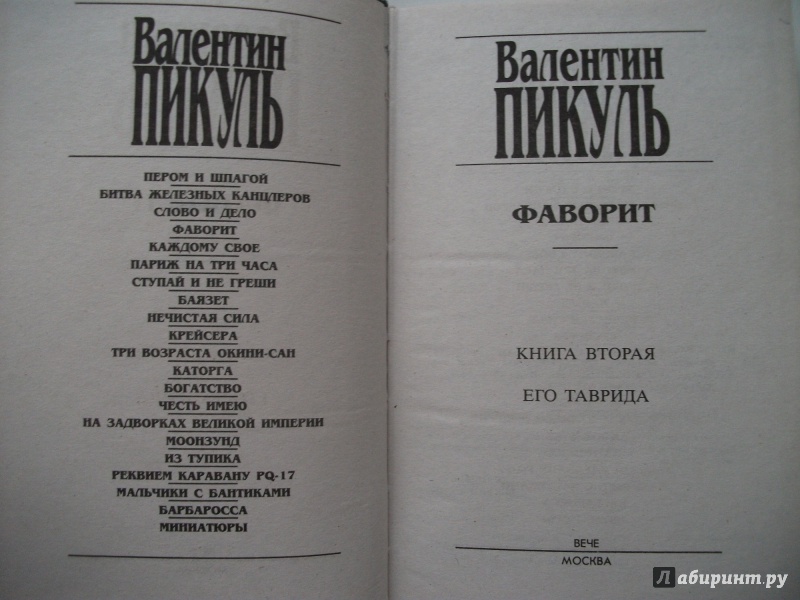 Валентин
ПИКУЛЬ
ПЕРОМ И ШПАГОЙ
БИТВА ЖЕЛЕЗНЫХ КАНЦЛЕРОВ
СЛОВО И ДЕЛО
ФАВОРИТ
КАЖДОМУ СВОЕ
ПАРИЖ НА ТРИ ЧАСА
СТУПАЙ И НЕ ГРЕШИ
БАЯЗЕТ
НЕЧИСТАЯ СИЛА
КРЕЙСЕРА
ТРИ ВОЗРАСТА ОКИНИ-САН
КАТОРГА
БОГАТСТВО
ЧЕСТЬ ИМЕЮ
НА ЗАДВОРКАХ ВЕЛИКОЙ ИМПЕРИИ
МООНЗУНД
ИЗ ТУПИКА
РЕКВИЕМ КАРАВАНУ PQ-17
МАЛЬЧИКИ С БАНТИКАМИ
БАРБАРОССА
МИНИАТЮРЫ
Валентин
ПИКУЛЬ
ФАВОРИТ
КНИГА ВТОРАЯ
ЕГО ТАВРИДА
ВЕЧЕ
МОСКВА
Лабиринт.ру